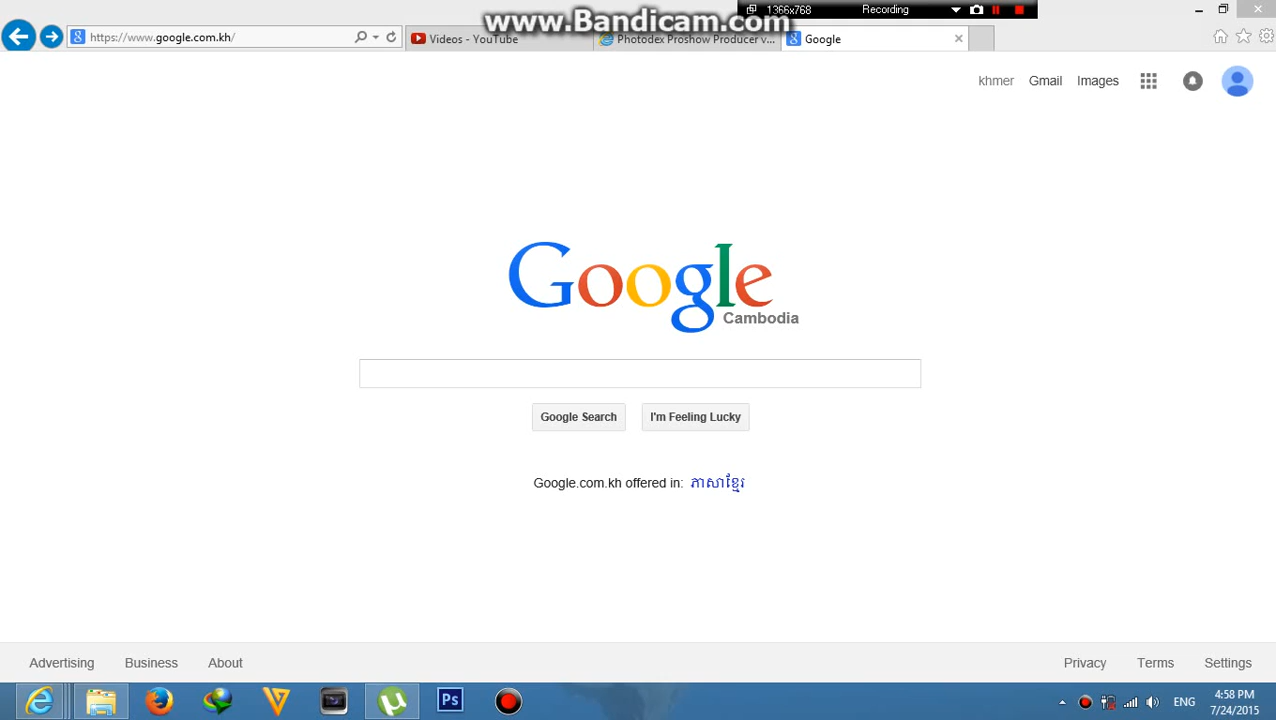 www.Bandicam.com
1366x768 Recording
https://www.google.com.kh/
Videos - YouTube
Photodex Proshow Producer v...
Google
khmer Gmail Images
Google
Cambodia
Google Search I'm Feeling Lucky
Google.com.kh offered in: ភាសាខ្មែរ
Advertising Business About Privacy Terms Settings
Ps
ENG
4:58 PM
7/24/2015